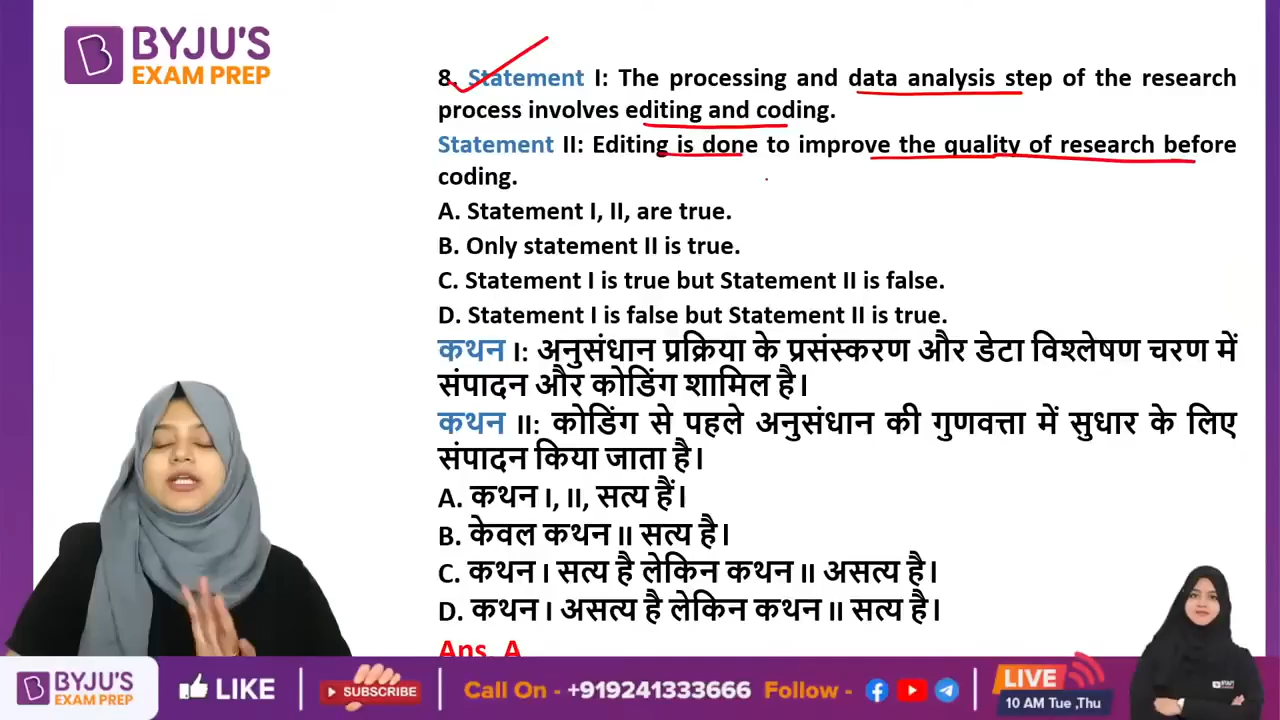 BYJU'S
EXAM PREP
8. Statement I: The processing and data analysis step of the research
process involves editing and coding.
Statement II: Editing is done to improve the quality of research before
coding.
A. Statement I, II, are true.
B. Only statement II is true.
C. Statement I is true but Statement II is false.
D. Statement I is false but Statement II is true.
कथन I: अनुसंधान प्रक्रिया के प्रसंस्करण और डेटा विश्लेषण चरण में
संपादन और कोडिंग शामिल है।
कथन II: कोडिंग से पहले अनुसंधान की गुणवत्ता में सुधार के लिए
संपादन किया जाता है।
A. कथन I, II, सत्य हैं।
B. केवल कथन II सत्य है।
C. कथन I सत्य है लेकिन कथन II असत्य है।
D. कथन I असत्य है लेकिन कथन II सत्य है।
Ans. A
BYJU'S
EXAM PREP
LIKE
SUBSCRIBE
Call On - +919241333666
Follow -
LIVE
10 AM Tue ,Thu